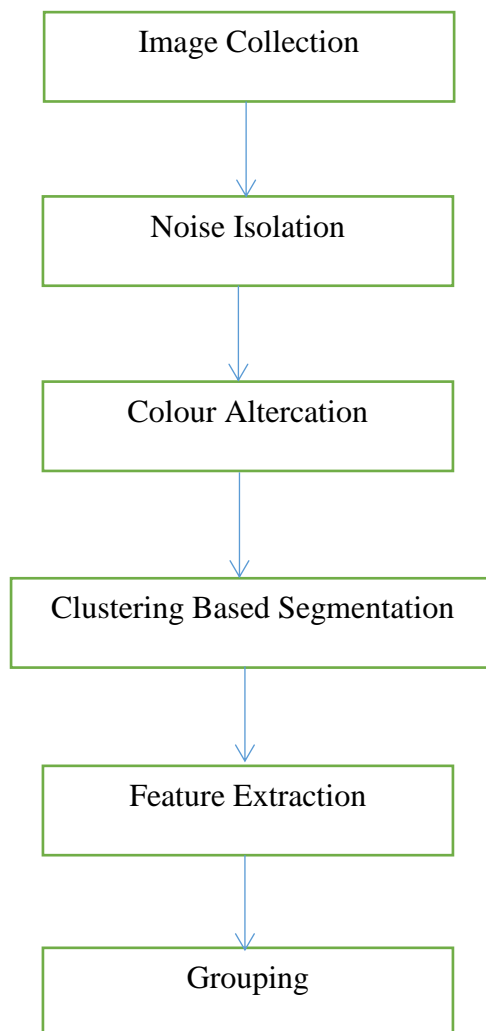 Image Collection
Noise Isolation
Colour Altercation
Clustering Based Segmentation
Feature Extraction
Grouping